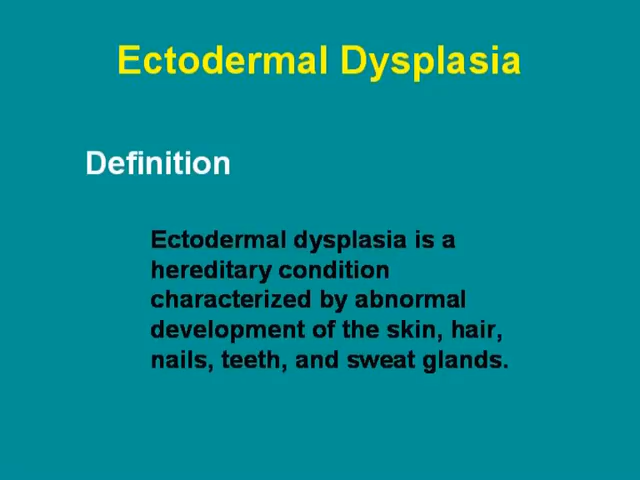 Ectodermal Dysplasia
Definition
Ectodermal dysplasia is a
hereditary condition
characterized by abnormal
development of the skin, hair,
nails, teeth, and sweat glands.